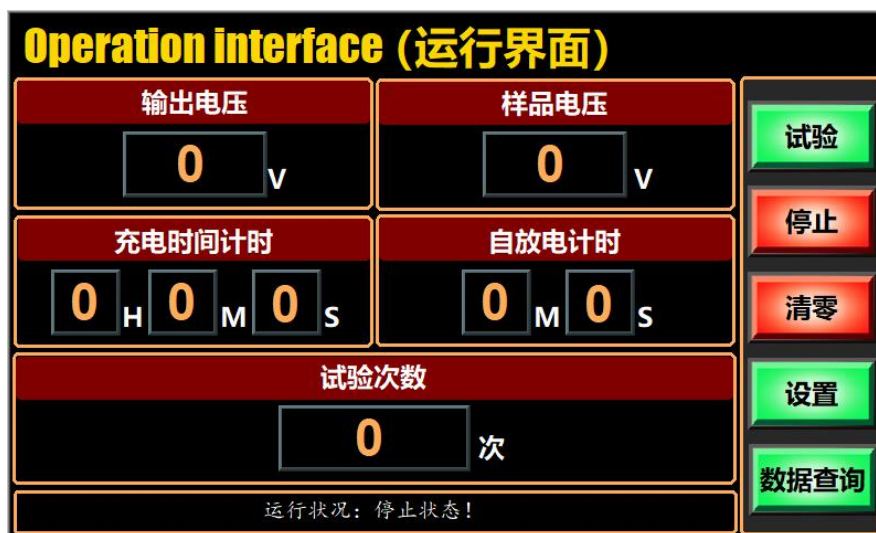 Operation interface (运行界面)
输出电压
样品电压
0 V
0 V
充电时间计时
自放电计时
0 H 0 M 0 S
0 M 0 S
试验次数
0 次
运行状况：停止状态！
试验
停止
清零
设置
数据查询